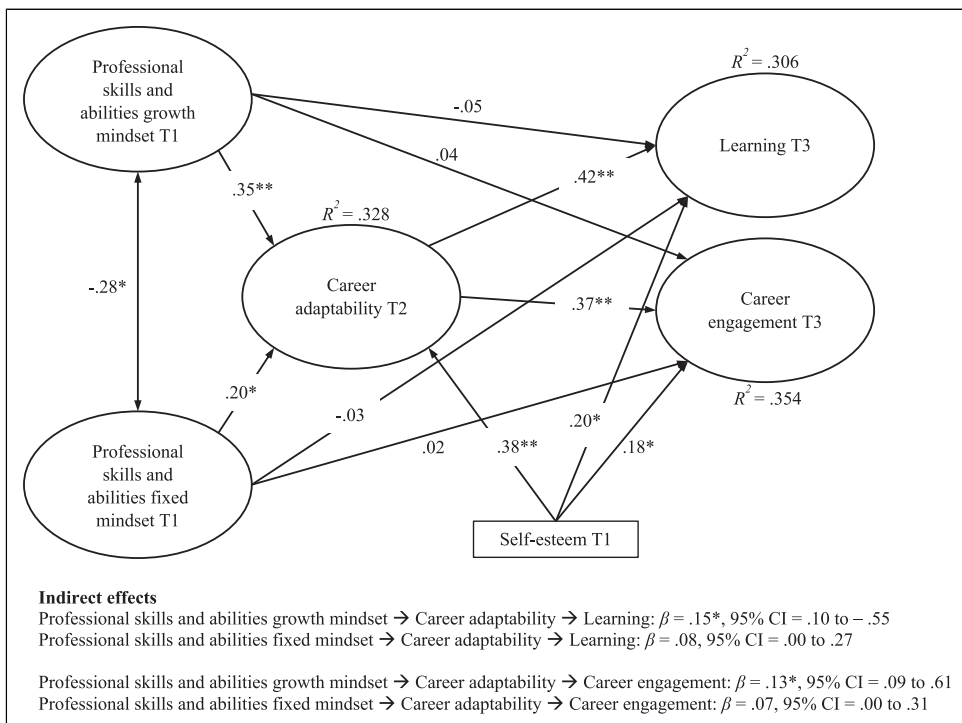 Professional
skills and
abilities growth
mindset T1
R² = .306
Learning T3
-.05
.04
.35**
.42**
R² = .328
Career
adaptability T2
-.28*
.37**
Career
engagement T3
R² = .354
.20*
-.03
.02
.38**
.20*
.18*
Professional
skills and
abilities fixed
mindset T1
Self-esteem T1
Indirect effects
Professional skills and abilities growth mindset → Career adaptability → Learning: β = .15*, 95% CI = .10 to – .55
Professional skills and abilities fixed mindset → Career adaptability → Learning: β = .08, 95% CI = .00 to .27
Professional skills and abilities growth mindset → Career adaptability → Career engagement: β = .13*, 95% CI = .09 to .61
Professional skills and abilities fixed mindset → Career adaptability → Career engagement: β = .07, 95% CI = .00 to .31